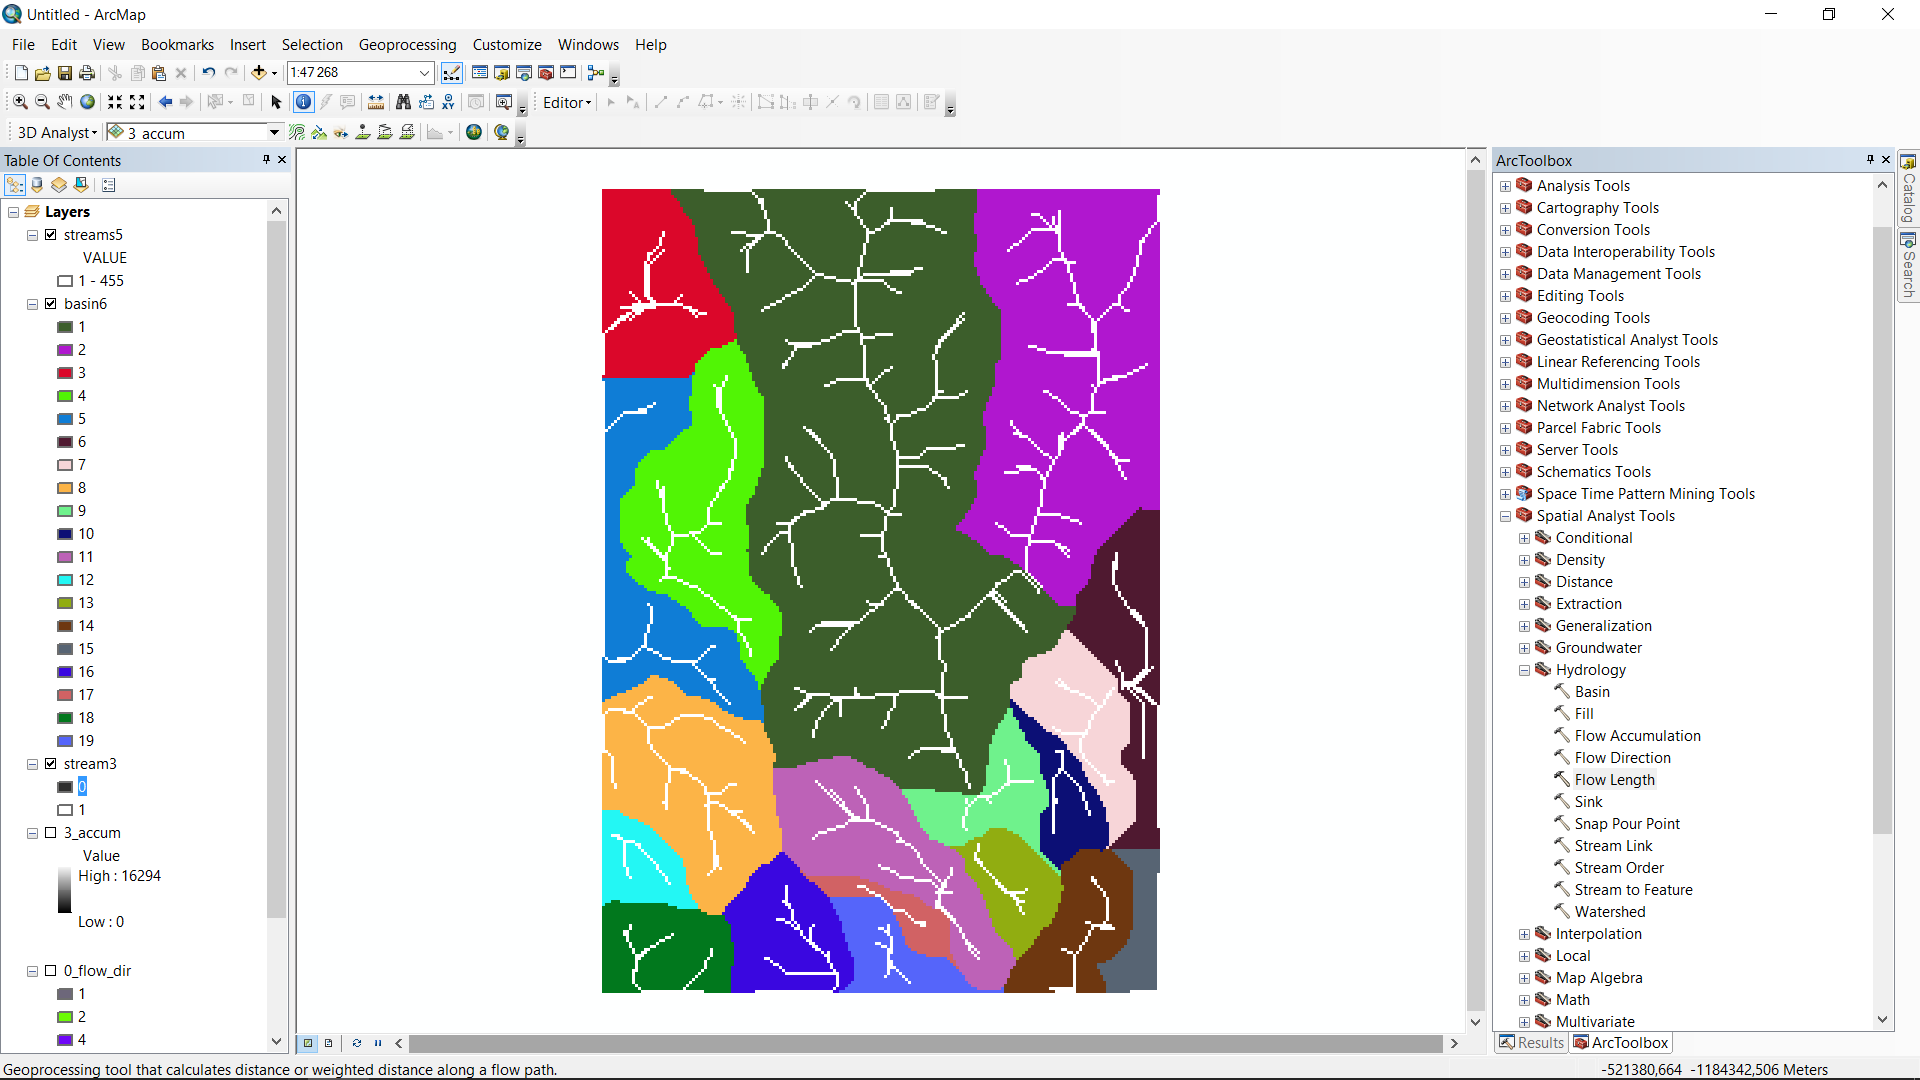 Untitled - ArcMap
File Edit View Bookmarks Insert Selection Geoprocessing Customize Windows Help
1:47 268
Editor
3D Analyst 3_accum
Table Of Contents
Layers
streams5
VALUE
1 - 455
basin6
1
2
3
4
5
6
7
8
9
10
11
12
13
14
15
16
17
18
19
stream3
0
1
3_accum
Value
High : 16294
Low : 0
0_flow_dir
1
2
4
ArcToolbox
Analysis Tools
Cartography Tools
Conversion Tools
Data Interoperability Tools
Data Management Tools
Editing Tools
Geocoding Tools
Geostatistical Analyst Tools
Linear Referencing Tools
Multidimension Tools
Network Analyst Tools
Parcel Fabric Tools
Server Tools
Schematics Tools
Space Time Pattern Mining Tools
Spatial Analyst Tools
Conditional
Density
Distance
Extraction
Generalization
Groundwater
Hydrology
Basin
Fill
Flow Accumulation
Flow Direction
Flow Length
Sink
Snap Pour Point
Stream Link
Stream Order
Stream to Feature
Watershed
Interpolation
Local
Map Algebra
Math
Multivariate
Results ArcToolbox
Catalog
Search
Geoprocessing tool that calculates distance or weighted distance along a flow path.
-521380,664 -1184342,506 Meters